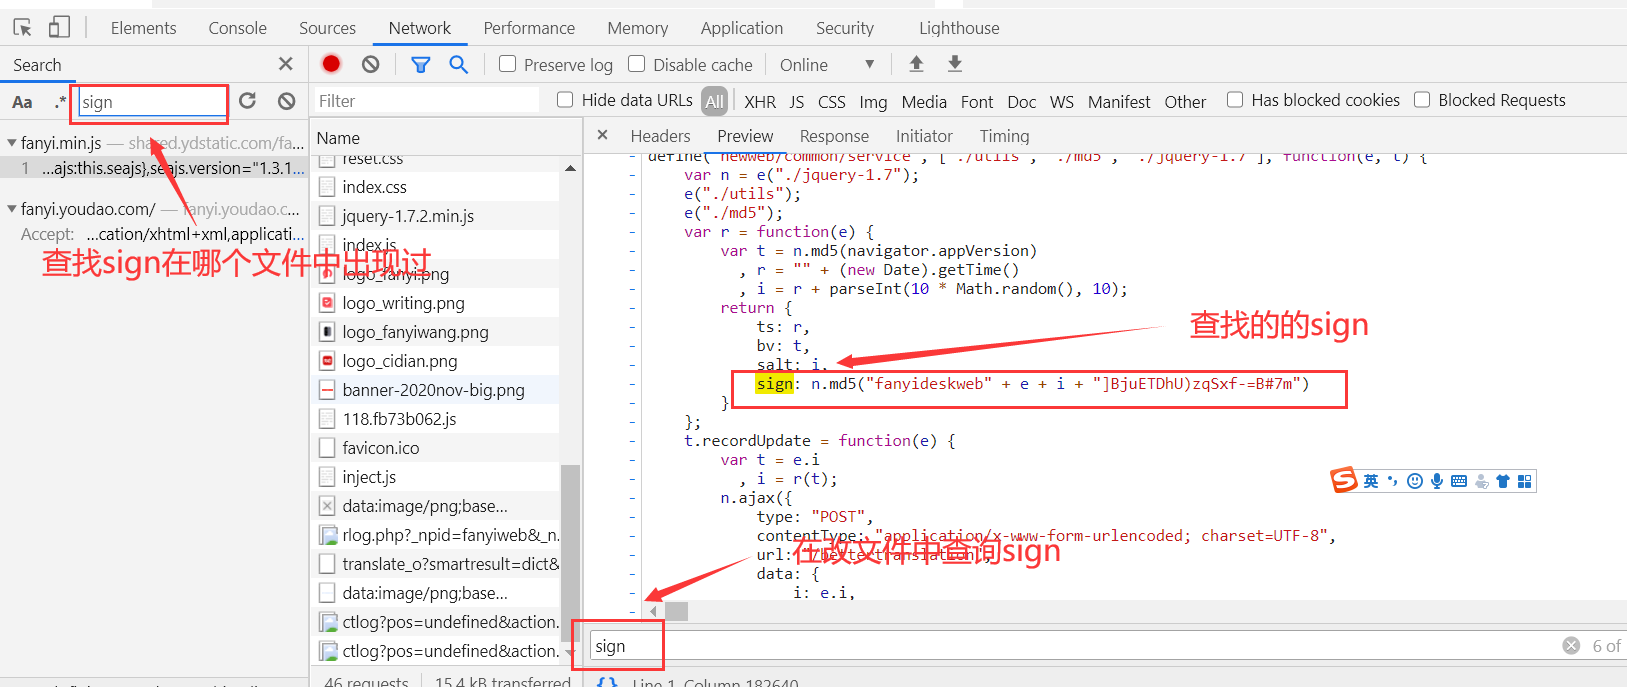 Elements Console Sources Network Performance Memory Application Security Lighthouse
Search
Preserve log Disable cache Online
Aa .* sign
Filter Hide data URLs All XHR JS CSS Img Media Font Doc WS Manifest Other Has blocked cookies Blocked Requests
fanyi.min.js — shared.ydstatic.com/fa...
1 ...ajs:this.seajs},seajs.version="1.3.1...
fanyi.youdao.com/ — fanyi.youdao.c...
Accept: ...cation/xhtml+xml,applicati...
查找sign在哪个文件中出现过
Name
reset.css
index.css
jquery-1.7.2.min.js
index.js
logo_fanyi.png
logo_writing.png
logo_fanyiwang.png
logo_cidian.png
banner-2020nov-big.png
118.fb73b062.js
favicon.ico
inject.js
data:image/png;base...
rlog.php?_npid=fanyiweb&_n.
translate_o?smartresult=dict&
data:image/png;base...
ctlog?pos=undefined&action.
ctlog?pos=undefined&action.
46 requests 15.4 kB transferred
Headers Preview Response Initiator Timing
define("newweb/common/service", ["./utils", "./md5", "./jquery-1.7"], function(e, t) {
var n = e("./jquery-1.7");
e("./utils");
e("./md5");
var r = function(e) {
var t = n.md5(navigator.appVersion)
, r = "" + (new Date).getTime()
, i = r + parseInt(10 * Math.random(), 10);
return {
ts: r,
bv: t,
salt: i,
sign: n.md5("fanyideskweb" + e + i + "]BjuETDhU)zqSxf-=B#7m")
}
};
t.recordUpdate = function(e) {
var t = e.i
, i = r(t);
n.ajax({
type: "POST",
contentType: "application/x-www-form-urlencoded; charset=UTF-8",
url: "/bettertranslation",
data: {
i: e.i,
查找的的sign
在改文件中查询sign
英
sign
6 of
{} Line 1, Column 182640